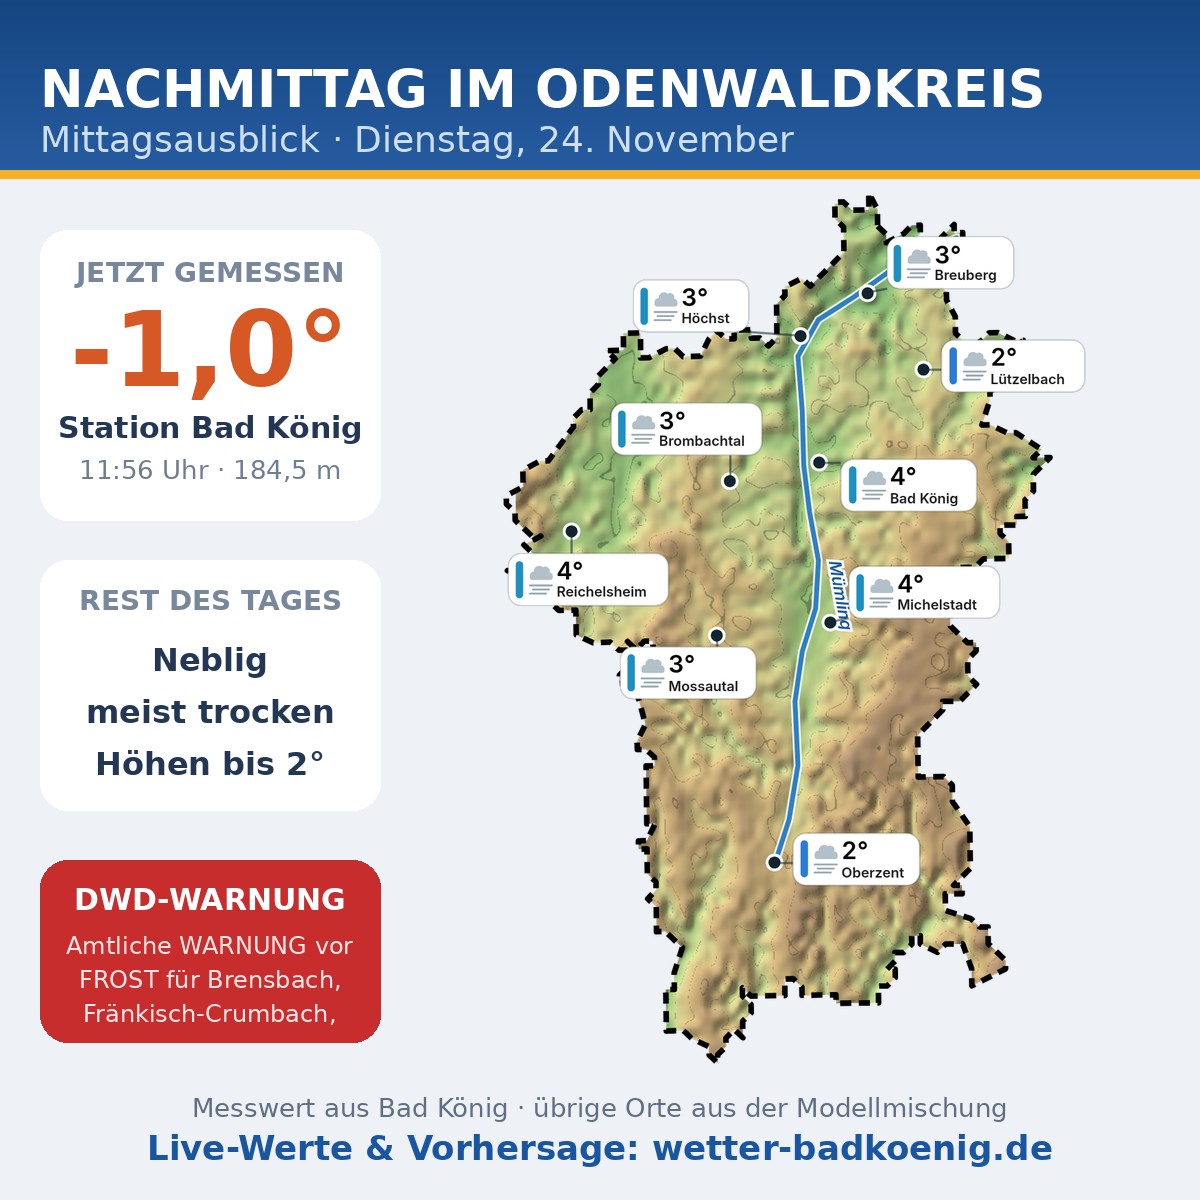 NACHMITTAG IM ODENWALDKREIS
Mittagsausblick · Dienstag, 24. November
JETZT GEMESSEN
-1,0°
Station Bad König
11:56 Uhr · 184,5 m
REST DES TAGES
Neblig
meist trocken
Höhen bis 2°
DWD-WARNUNG
Amtliche WARNUNG vor
FROST für Brensbach,
Fränkisch-Crumbach,
3°
Breuberg
3°
Höchst
2°
Lützelbach
3°
Brombachtal
4°
Bad König
4°
Reichelsheim
Mümling
4°
Michelstadt
3°
Mossautal
2°
Oberzent
Messwert aus Bad König · übrige Orte aus der Modellmischung
Live-Werte & Vorhersage: wetter-badkoenig.de